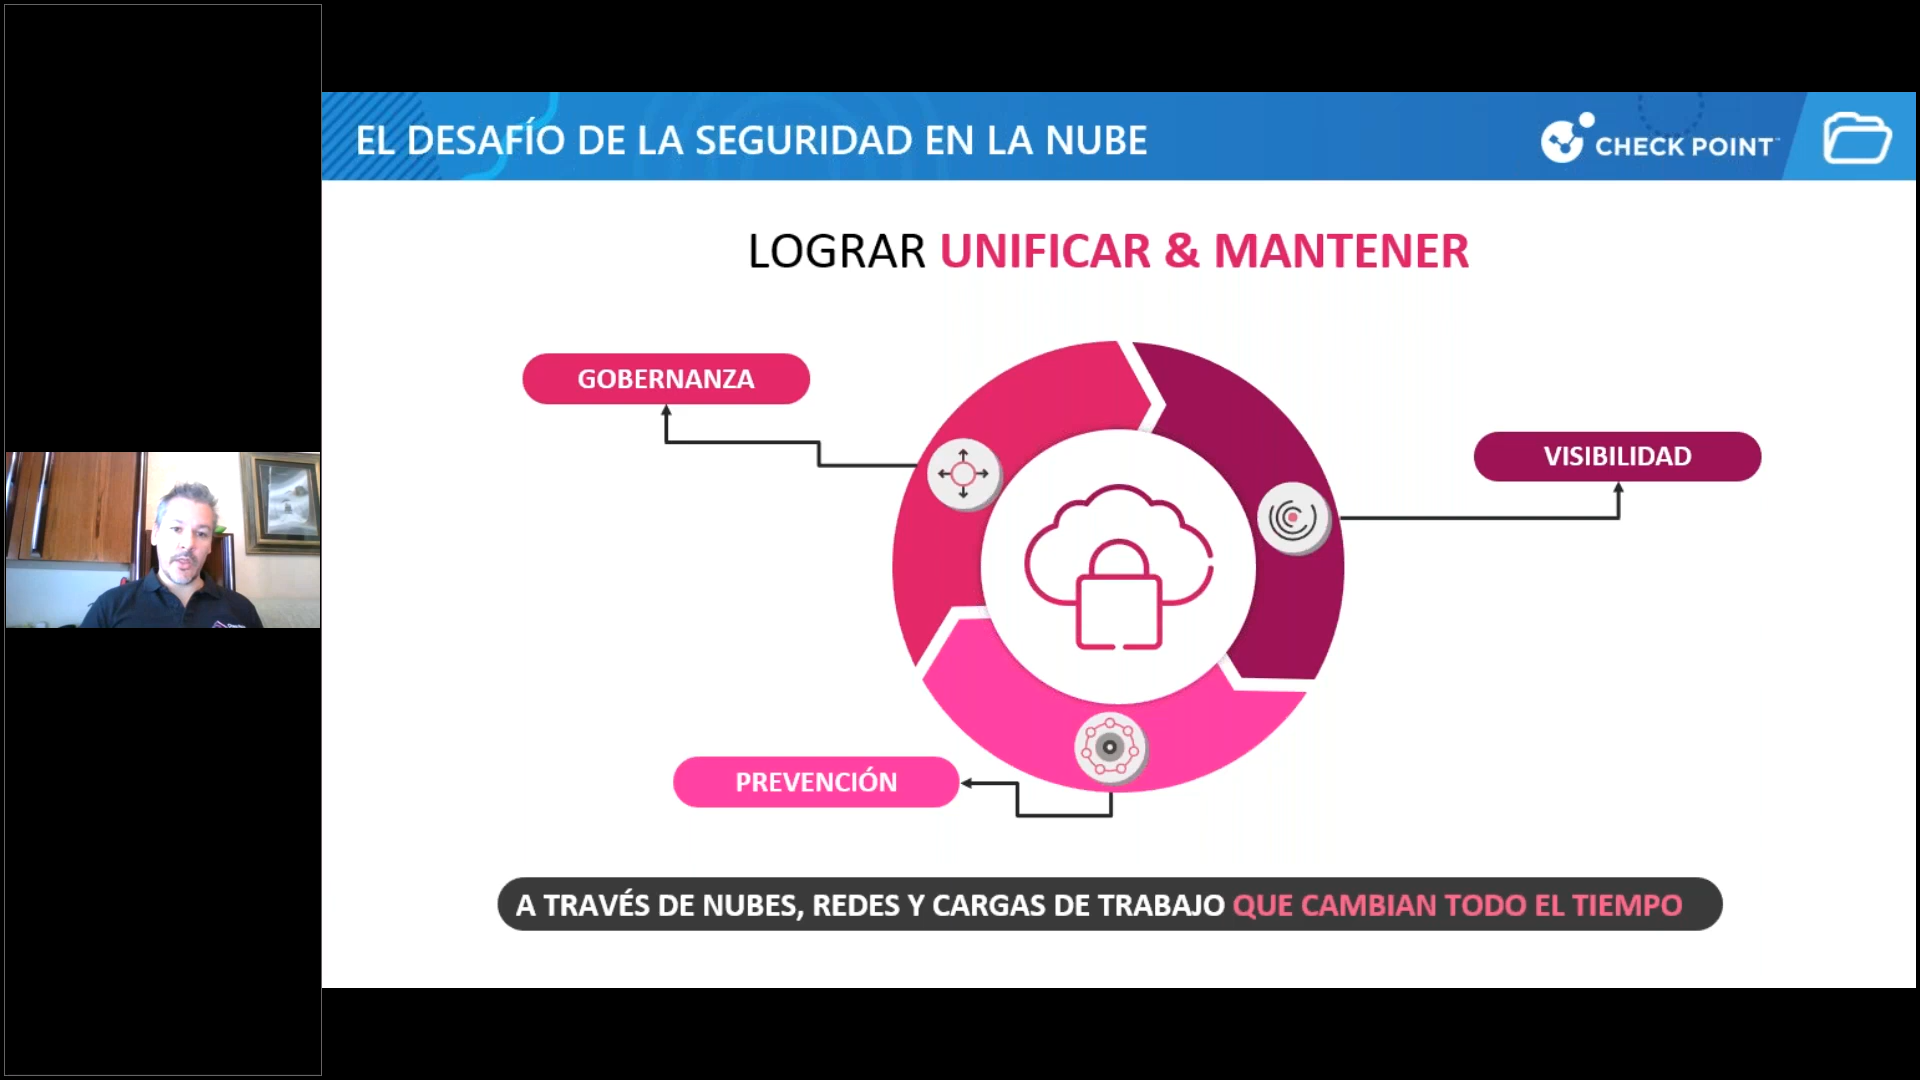 EL DESAFÍO DE LA SEGURIDAD EN LA NUBE
CHECK POINT
LOGRAR UNIFICAR & MANTENER
GOBERNANZA
VISIBILIDAD
PREVENCIÓN
A TRAVÉS DE NUBES, REDES Y CARGAS DE TRABAJO QUE CAMBIAN TODO EL TIEMPO